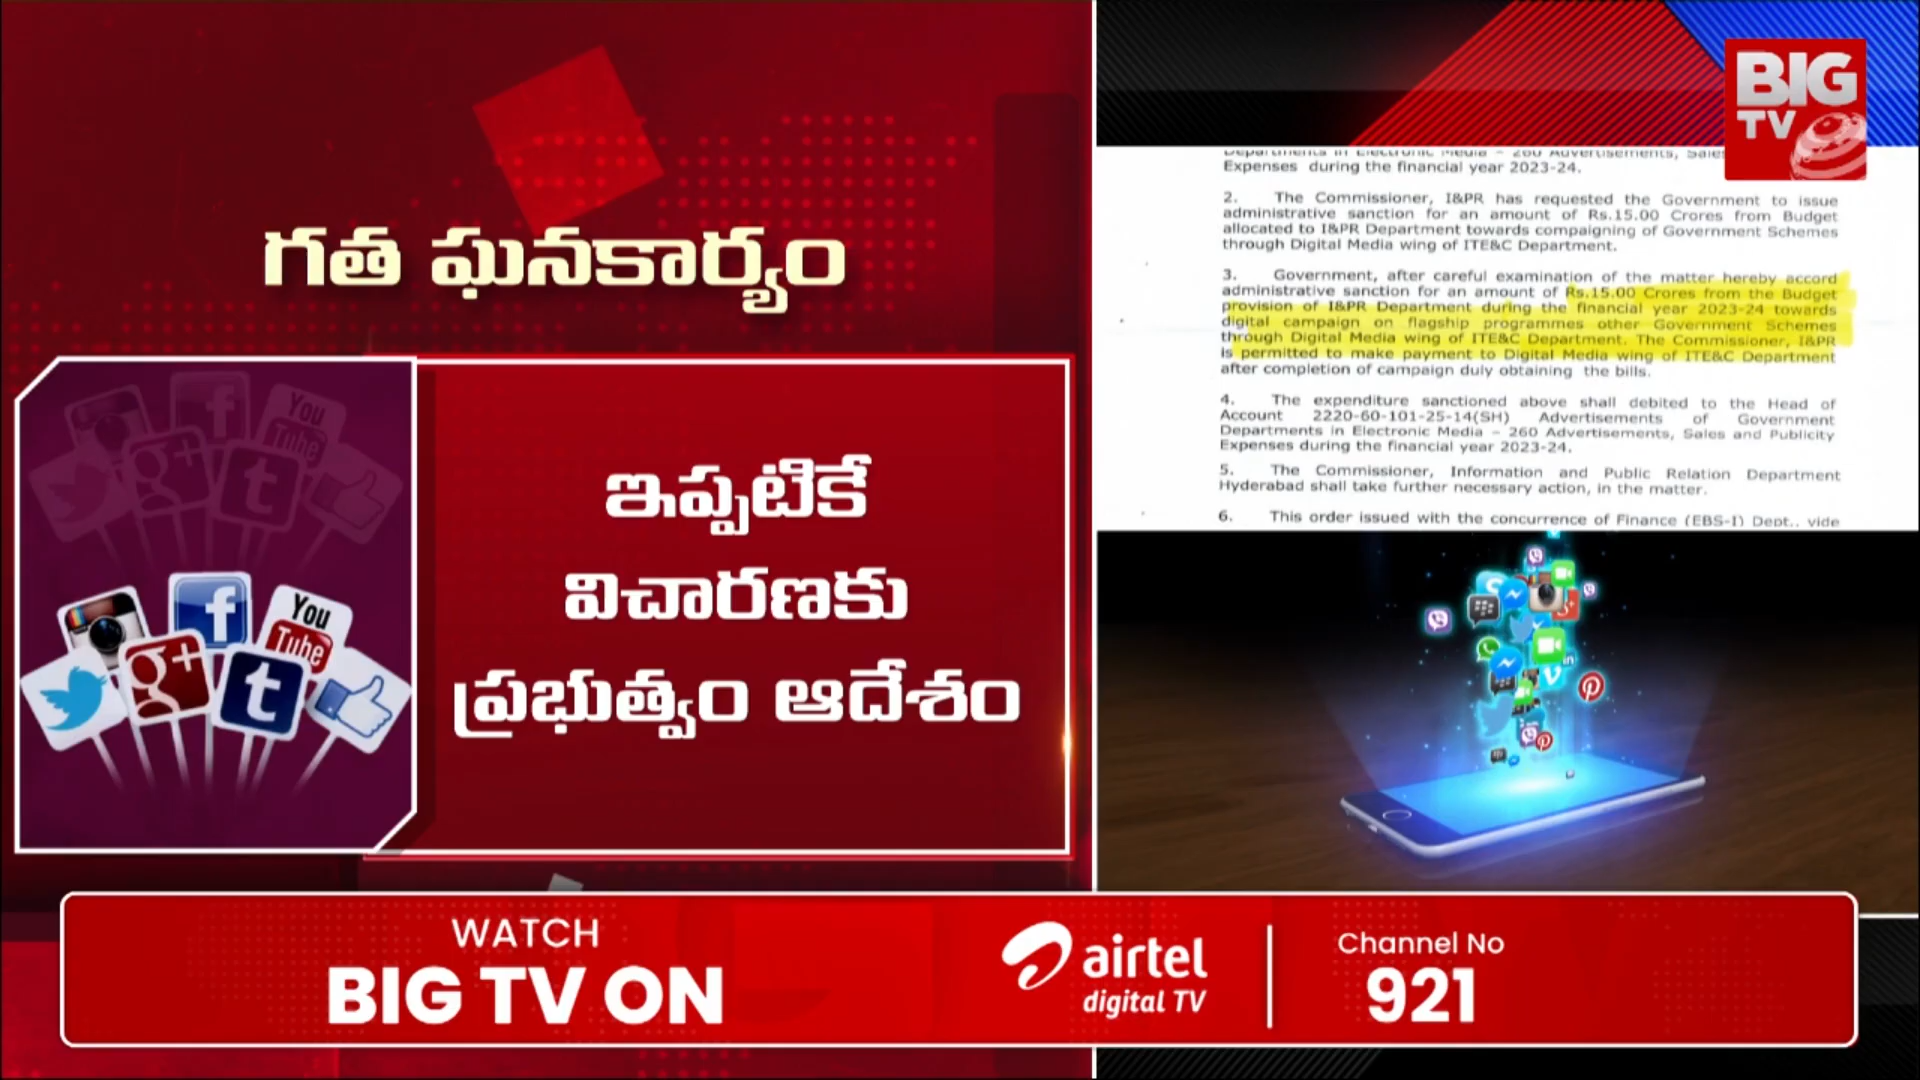 గత ఘనకార్యం
ఇప్పటికే
విచారణకు
ప్రభుత్వం ఆదేశం
You
Tube
You
Tube
BIG
TV
Departments in Electronic Media – 260 Advertisements, Sales
Expenses during the financial year 2023-24.
2. The Commissioner, I&PR has requested the Government to issue
administrative sanction for an amount of Rs.15.00 Crores from Budget
allocated to I&PR Department towards compaigning of Government Schemes
through Digital Media wing of ITE&C Department.
3. Government, after careful examination of the matter hereby accord
administrative sanction for an amount of Rs.15.00 Crores from the Budget
provision of I&PR Department during the financial year 2023-24 towards
digital campaign on flagship programmes other Government Schemes
through Digital Media wing of ITE&C Department. The Commissioner, I&PR
is permitted to make payment to Digital Media wing of ITE&C Department
after completion of campaign duly obtaining the bills.
4. The expenditure sanctioned above shall debited to the Head of
Account 2220-60-101-25-14(SH) Advertisements of Government
Departments in Electronic Media – 260 Advertisements, Sales and Publicity
Expenses during the financial year 2023-24.
5. The Commissioner, Information and Public Relation Department
Hyderabad shall take further necessary action, in the matter.
6. This order issued with the concurrence of Finance (EBS-I) Dept., vide
WATCH
BIG TV ON
airtel
digital TV
Channel No
921